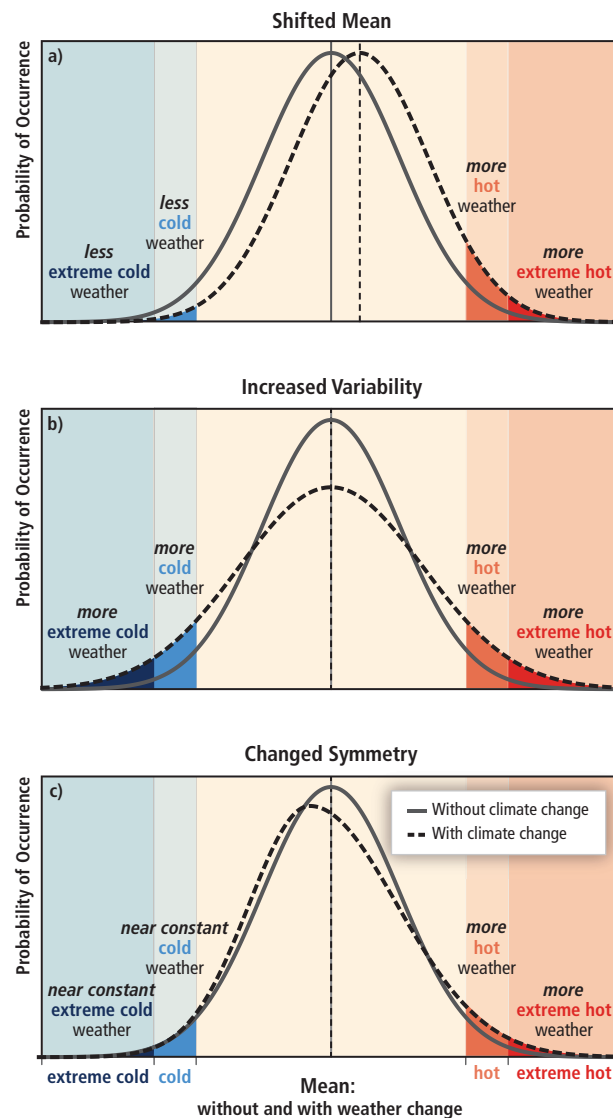 Shifted Mean
a)
Probability of Occurrence
less
extreme cold
weather
less
cold
weather
more
hot
weather
more
extreme hot
weather
Increased Variability
b)
Probability of Occurrence
more
extreme cold
weather
more
cold
weather
more
hot
weather
more
extreme hot
weather
Changed Symmetry
c)
Probability of Occurrence
Without climate change
With climate change
near constant
extreme cold
weather
near constant
cold
weather
more
hot
weather
more
extreme hot
weather
extreme cold
cold
Mean:
without and with weather change
hot
extreme hot